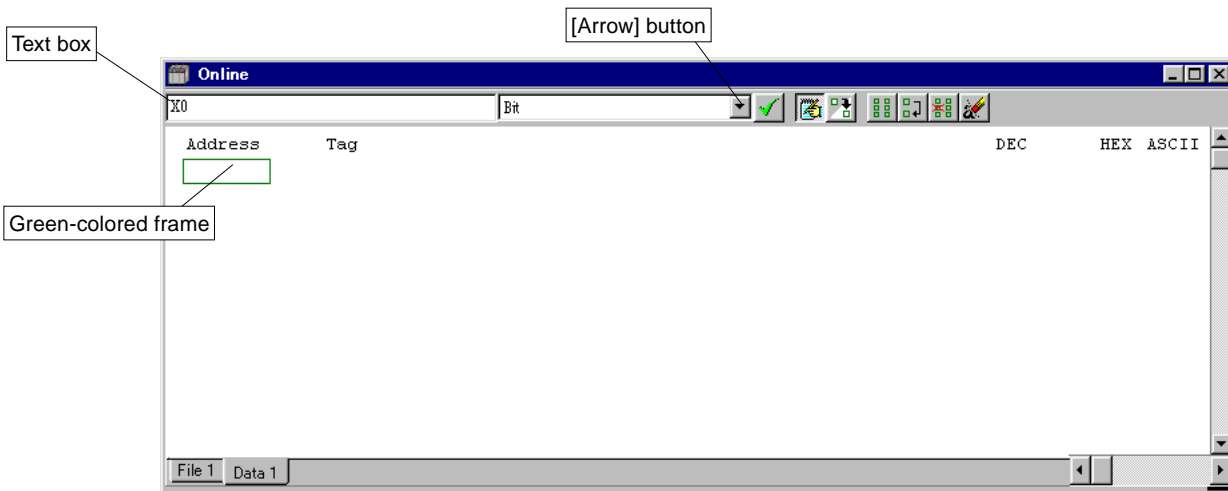 [Arrow] button
Text box
Online
X0 Bit
Address Tag DEC HEX ASCII
Green-colored frame
File 1 Data 1